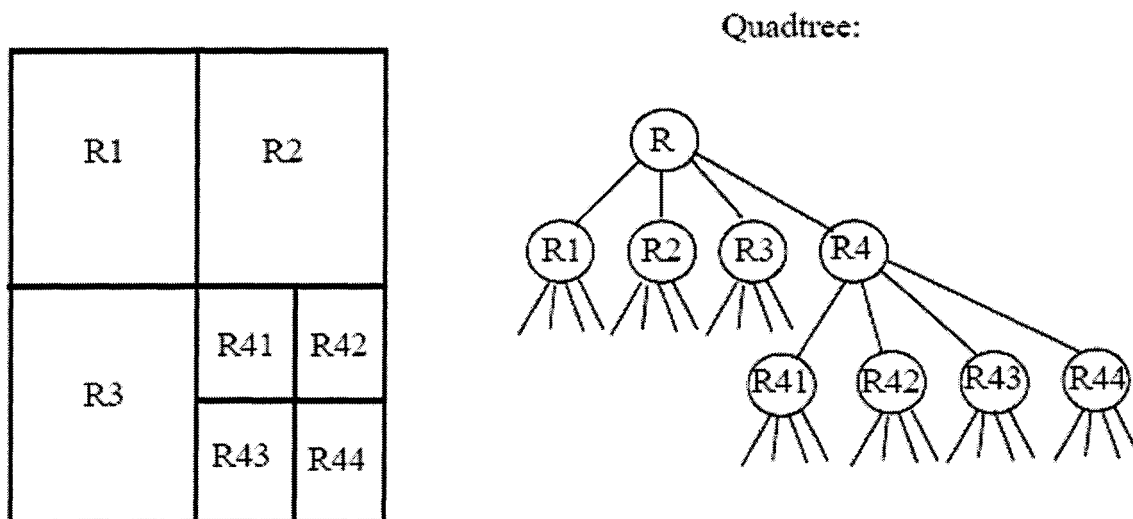 Quadtree:
R1 R2
R3 R41 R42
R43 R44
R
R1 R2 R3 R4
R41 R42 R43 R44